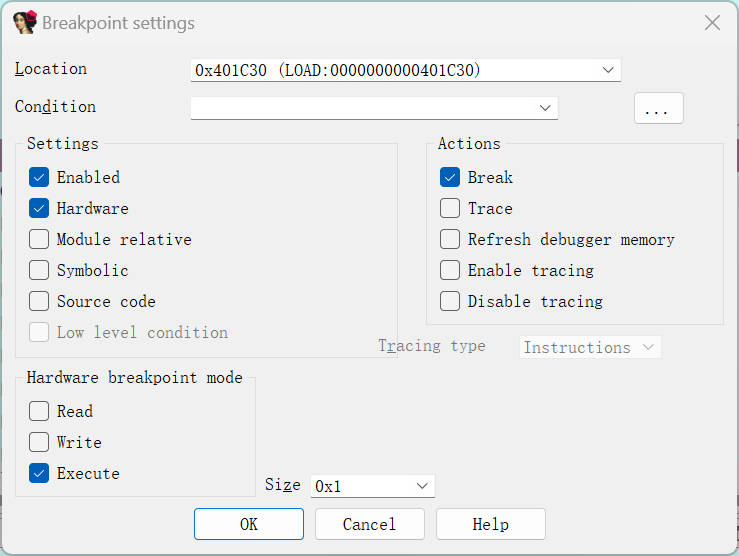 Breakpoint settings
Location 0x401C30 (LOAD:0000000000401C30)
Condition ...
Settings
Enabled
Hardware
Module relative
Symbolic
Source code
Low level condition
Actions
Break
Trace
Refresh debugger memory
Enable tracing
Disable tracing
Tracing type Instructions
Hardware breakpoint mode
Read
Write
Execute
Size 0x1
OK Cancel Help